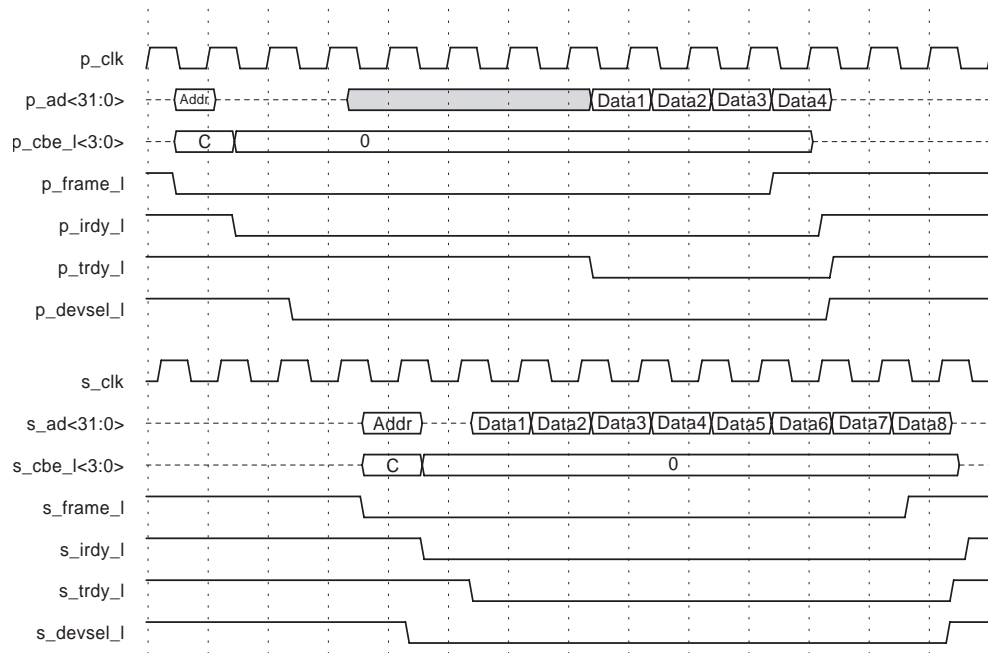 p_clk
p_ad<31:0> Addr Data1 Data2 Data3 Data4
p_cbe_l<3:0> C 0
p_frame_l
p_irdy_l
p_trdy_l
p_devsel_l
s_clk
s_ad<31:0> Addr Data1 Data2 Data3 Data4 Data5 Data6 Data7 Data8
s_cbe_l<3:0> C 0
s_frame_l
s_irdy_l
s_trdy_l
s_devsel_l